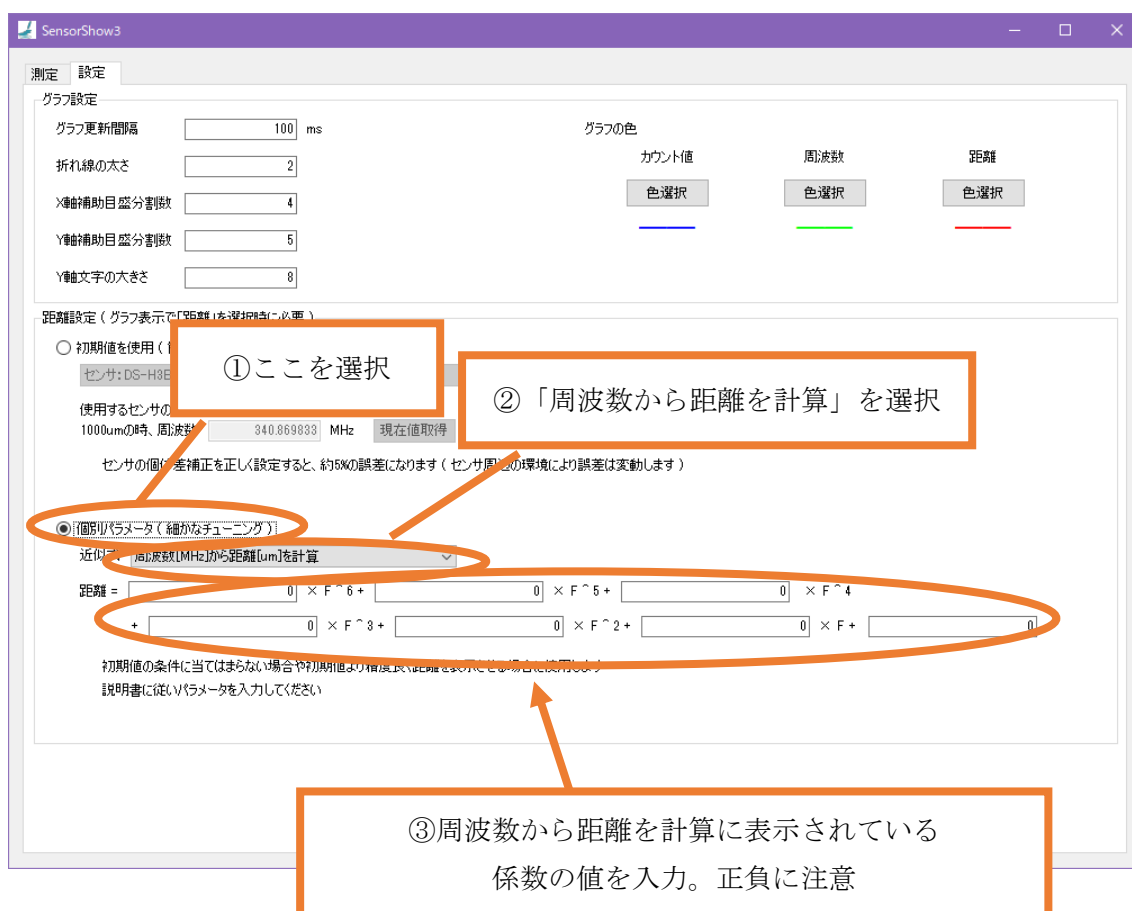 SensorShow3
測定 設定
グラフ設定
グラフ更新間隔 100 ms
グラフの色
折れ線の太さ 2
カウント値 周波数 距離
X軸補助目盛分割数 4
色選択 色選択 色選択
Y軸補助目盛分割数 5
Y軸文字の大きさ 8
距離設定(グラフ表示で「距離」を選択時に必要)
初期値を使用(
①ここを選択
センサ:DS-H3E
②「周波数から距離を計算」を選択
使用するセンサの
1000umの時、周波数 340.869833 MHz 現在値取得
センサの個体差補正を正しく設定すると、約5%の誤差になります(センサ周辺の環境により誤差は変動します)
個別パラメータ(細かなチューニング)
近似式 周波数[MHz]から距離[um]を計算
距離 = 0 × F^6 + 0 × F^5 + 0 × F^4
+ 0 × F^3 + 0 × F^2 + 0 × F + 0
初期値の条件に当てはまらない場合や初期値より精度良く距離を表示させる場合に使用します
説明書に従いパラメータを入力してください
③周波数から距離を計算に表示されている
係数の値を入力。正負に注意